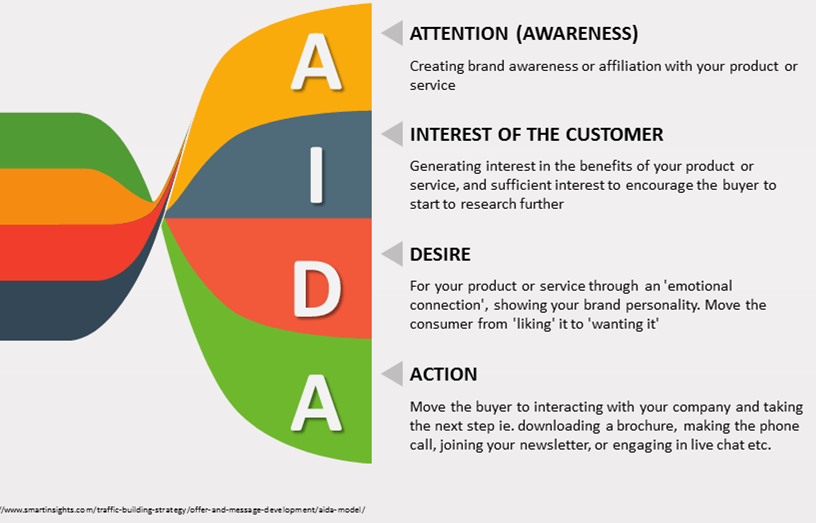 A
ATTENTION (AWARENESS)
Creating brand awareness or affiliation with your product or
service
I
INTEREST OF THE CUSTOMER
Generating interest in the benefits of your product or
service, and sufficient interest to encourage the buyer to
start to research further
D
DESIRE
For your product or service through an 'emotional
connection', showing your brand personality. Move the
consumer from 'liking' it to 'wanting it'
A
ACTION
Move the buyer to interacting with your company and taking
the next step ie. downloading a brochure, making the phone
call, joining your newsletter, or engaging in live chat etc.
//www.smartinsights.com/traffic-building-strategy/offer-and-message-development/aida-model/